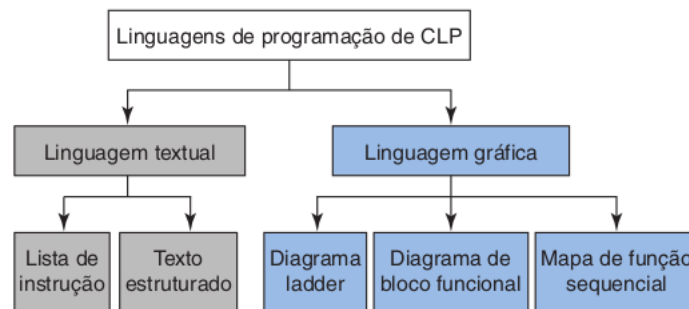 Linguagens de programação de CLP
Linguagem textual
Linguagem gráfica
Lista de
instrução
Texto
estruturado
Diagrama
ladder
Diagrama de
bloco funcional
Mapa de função
sequencial